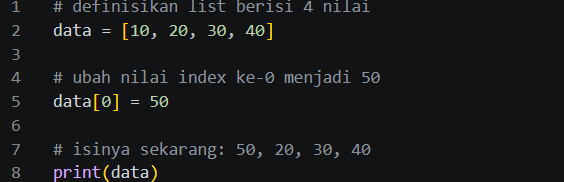 1 # definisikan list berisi 4 nilai
2 data = [10, 20, 30, 40]
3
4 # ubah nilai index ke-0 menjadi 50
5 data[0] = 50
6
7 # isinya sekarang: 50, 20, 30, 40
8 print(data)